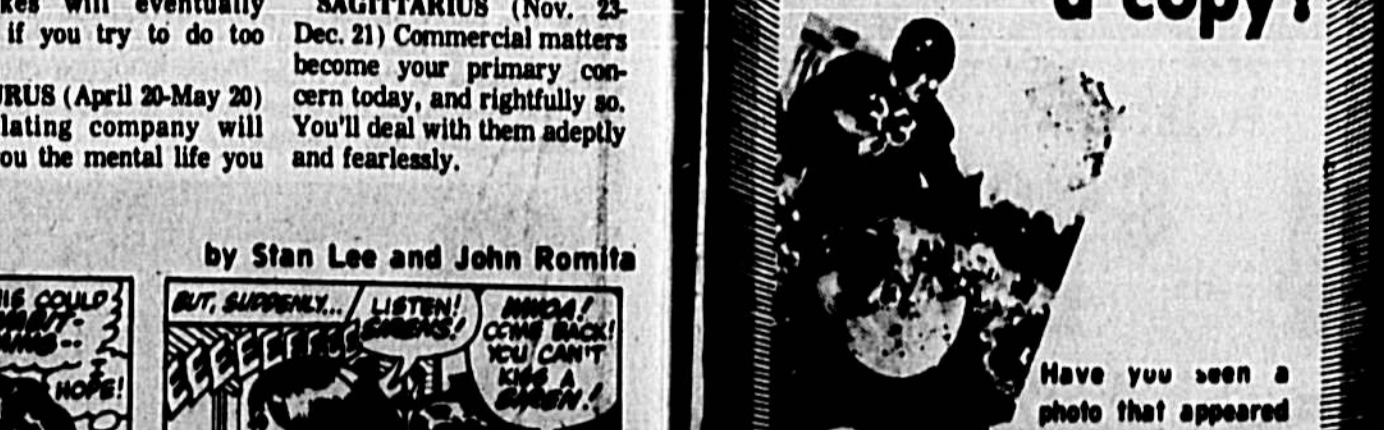 will eventually
if you try to do too
URUS (April 20-May 20)
lating company will
ou the mental life you
SAGITTARIUS (Nov. 23-
Dec. 21) Commercial matters
become your primary con-
cern today, and rightfully so.
You'll deal with them adeptly
and fearlessly.
by Stan Lee and John Romita
COULD
I
HOPE!
BUT, SUDDENLY...
EEEEEEE
LISTEN!
SIRENS!
COME BACK!
YOU CAN'T
KISS A
SIREN!
a copy?
Have you seen a
photo that appeared